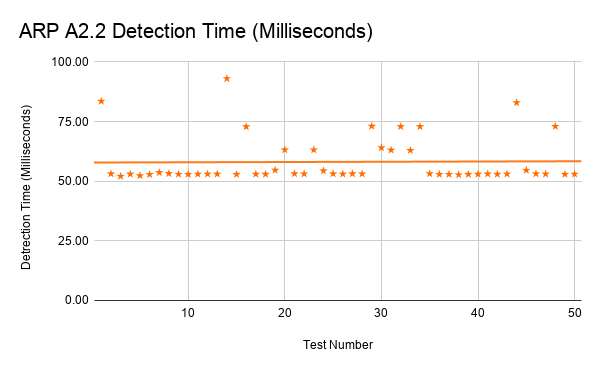 ARP A2.2 Detection Time (Milliseconds)
Detrection Time (Milliseconds)
100.00
75.00
50.00
25.00
0.00
10 20 30 40 50
Test Number